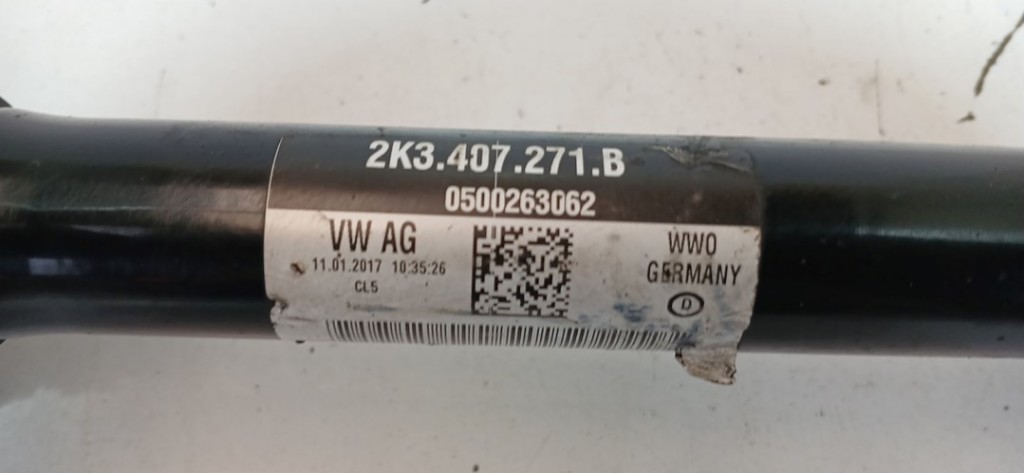 2K3.407.271.B
0500263062
VW AG
11.01.2017 10:35:26
CL5
WWO
GERMANY
D